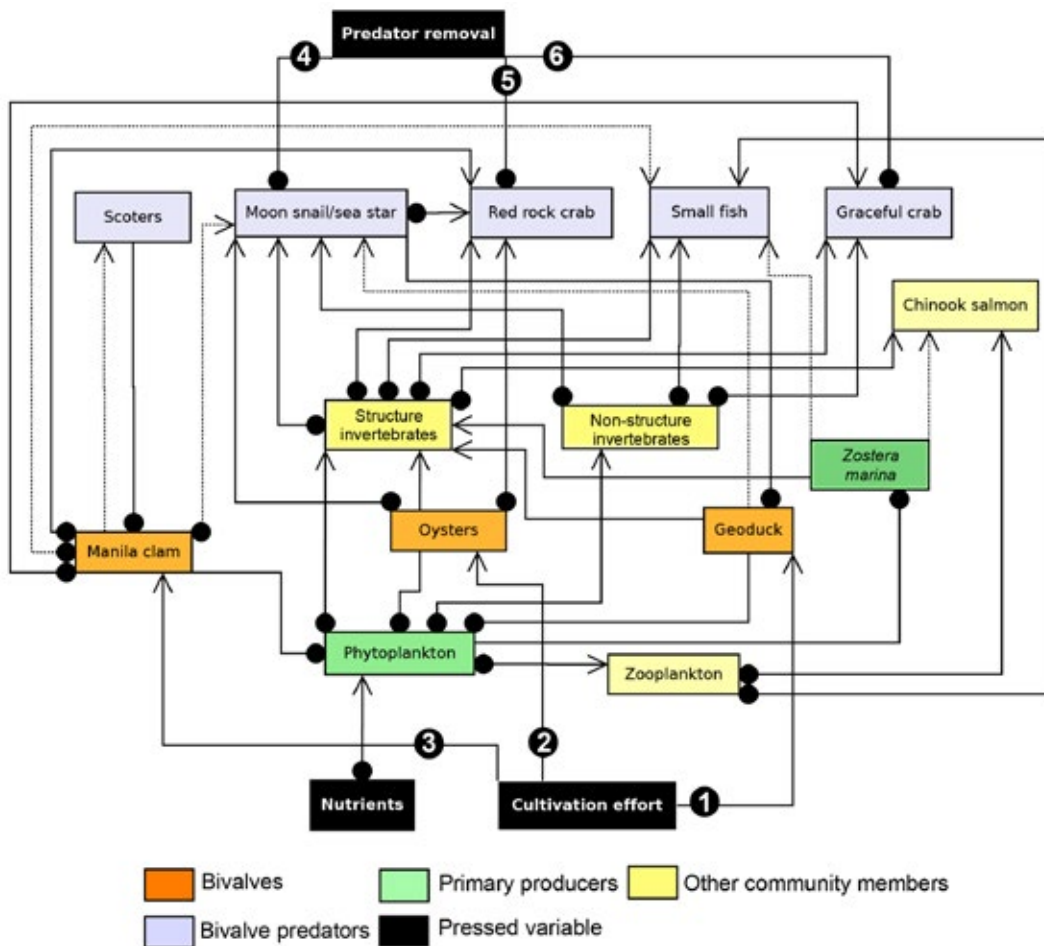 Predator removal
4
6
5
Scoters
Moon snail/sea star
Red rock crab
Small fish
Graceful crab
Chinook salmon
Structure
invertebrates
Non-structure
invertebrates
Zostera
marina
Oysters
Geoduck
Manila clam
Phytoplankton
Zooplankton
3
2
1
Nutrients
Cultivation effort
Bivalves
Primary producers
Other community members
Bivalve predators
Pressed variable